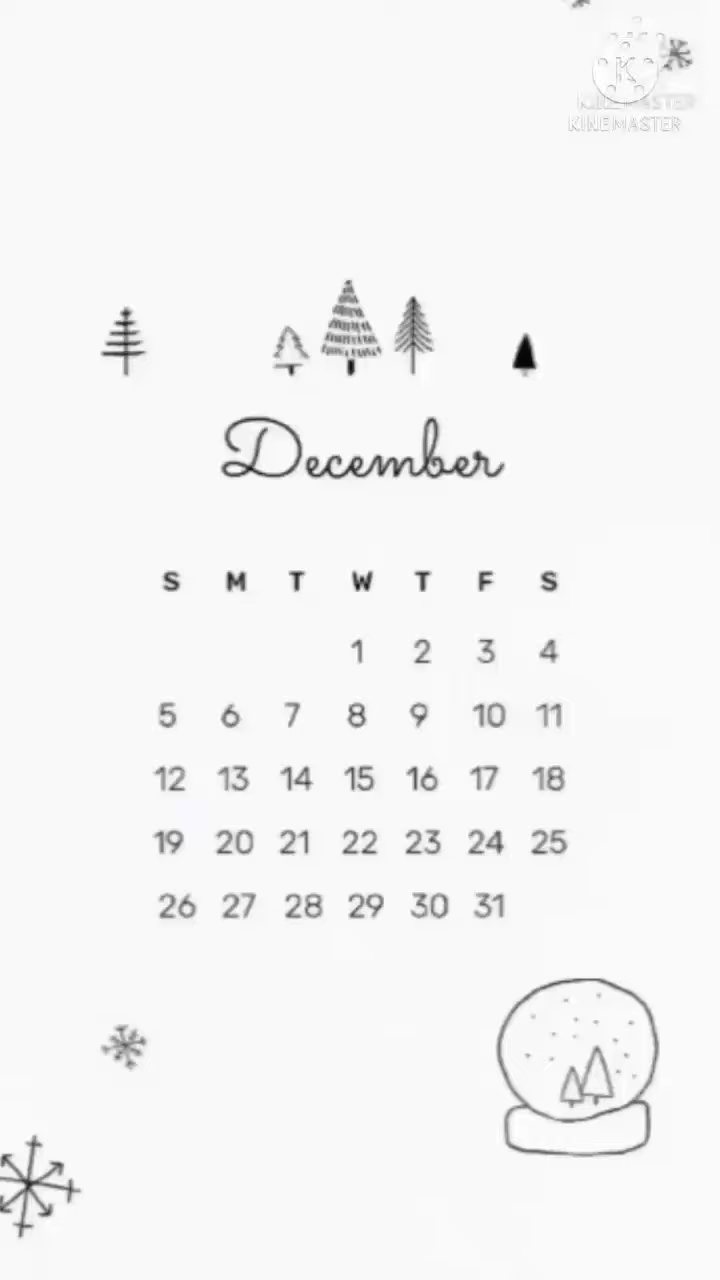 K
KINEMASTER
KINEMASTER
December
S M T W T F S
1 2 3 4
5 6 7 8 9 10 11
12 13 14 15 16 17 18
19 20 21 22 23 24 25
26 27 28 29 30 31